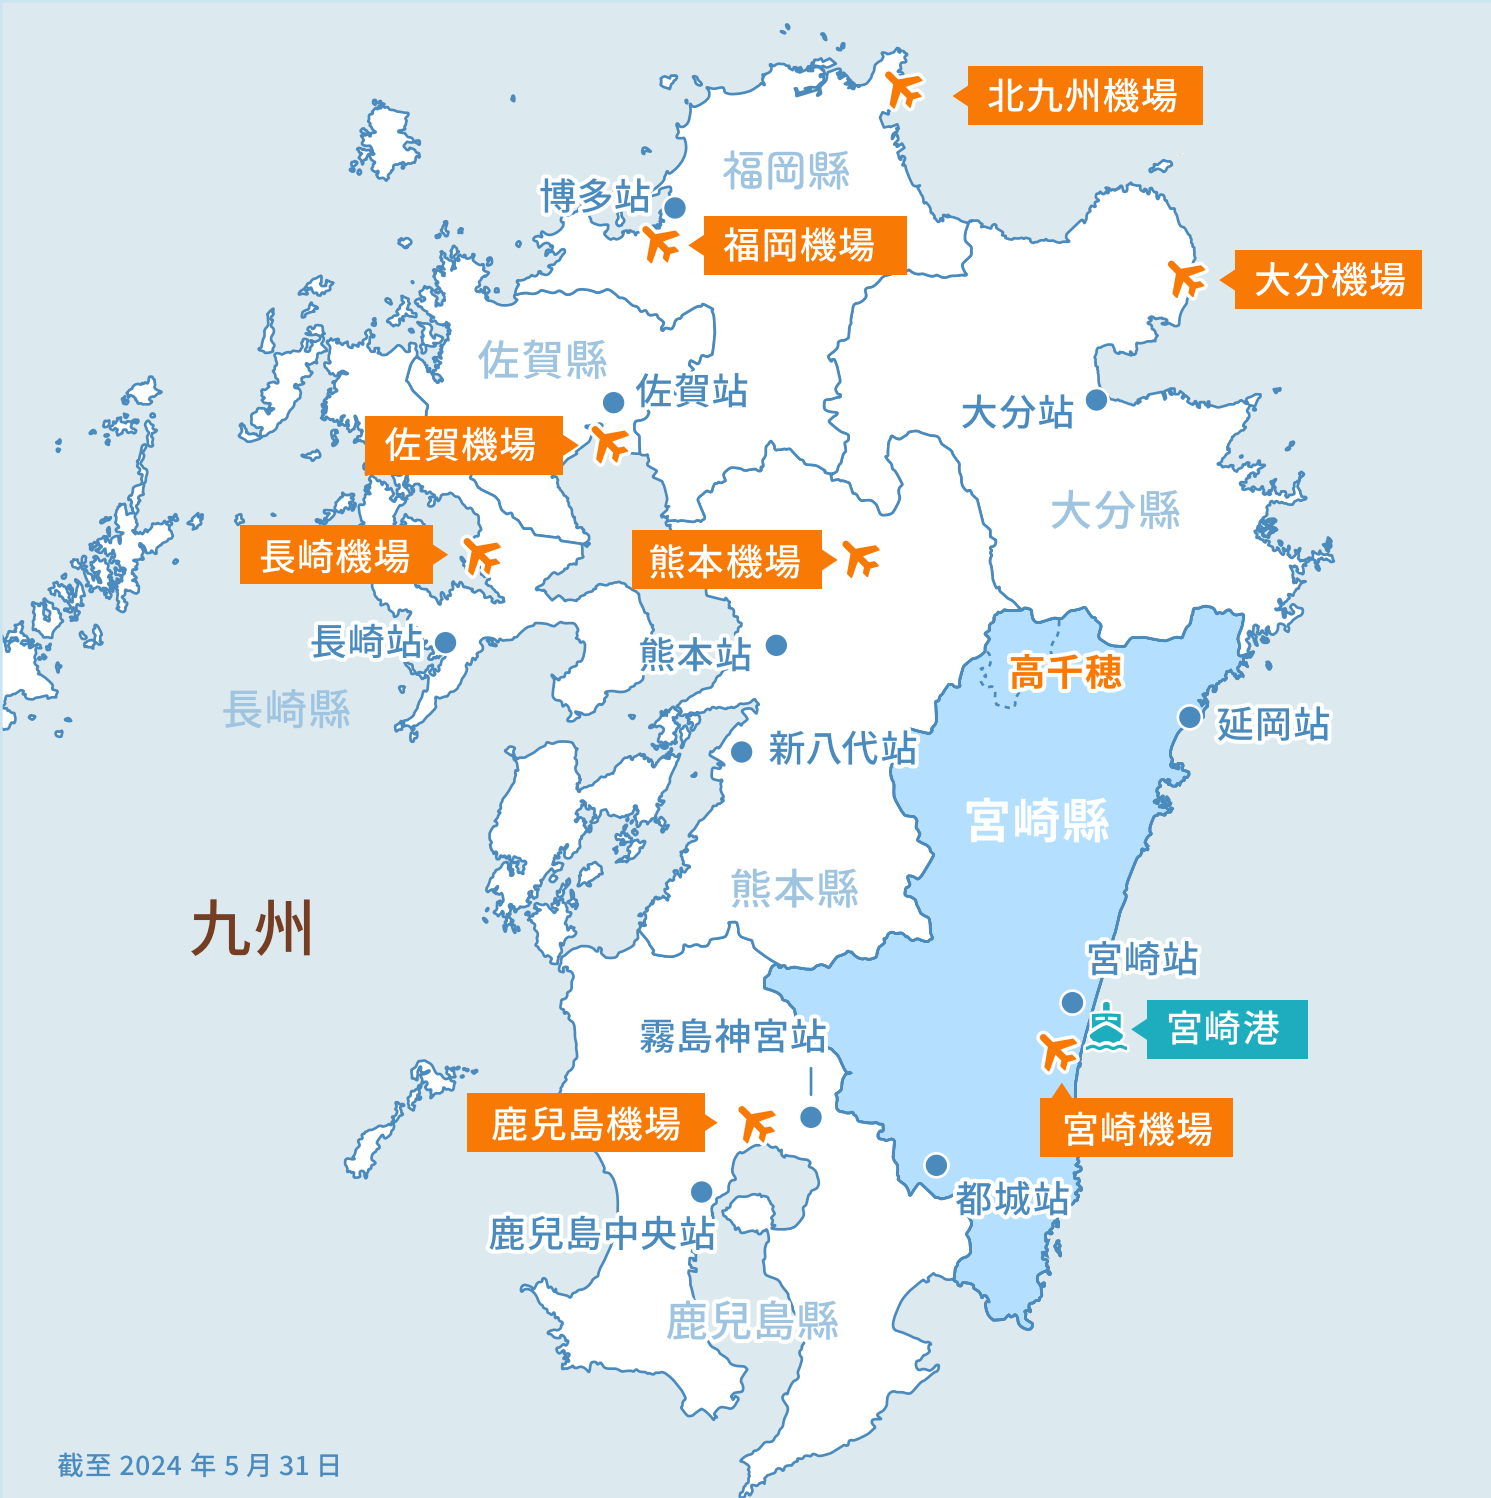 北九州機場
福岡縣
博多站
福岡機場
大分機場
佐賀縣
佐賀站
大分站
佐賀機場
大分縣
長崎機場
熊本機場
長崎站
熊本站
高千穗
長崎縣
延岡站
新八代站
宮崎縣
熊本縣
九州
宮崎站
宮崎港
霧島神宮站
鹿兒島機場
宮崎機場
都城站
鹿兒島中央站
鹿兒島縣
截至 2024 年 5 月 31 日